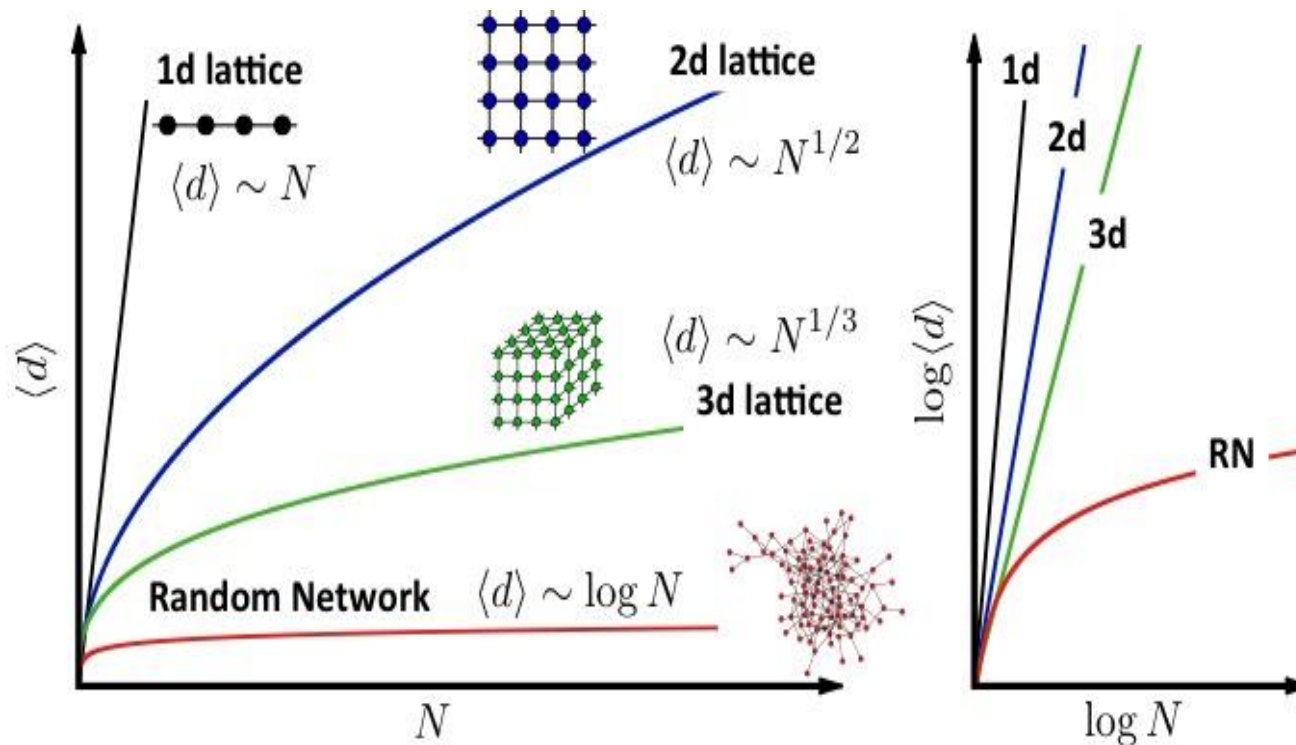 1d lattice
⟨d⟩ ∼ N
2d lattice
⟨d⟩ ∼ N^{1/2}
⟨d⟩ ∼ N^{1/3}
3d lattice
Random Network ⟨d⟩ ∼ log N
⟨d⟩
N
1d
2d
3d
RN
log⟨d⟩
log N